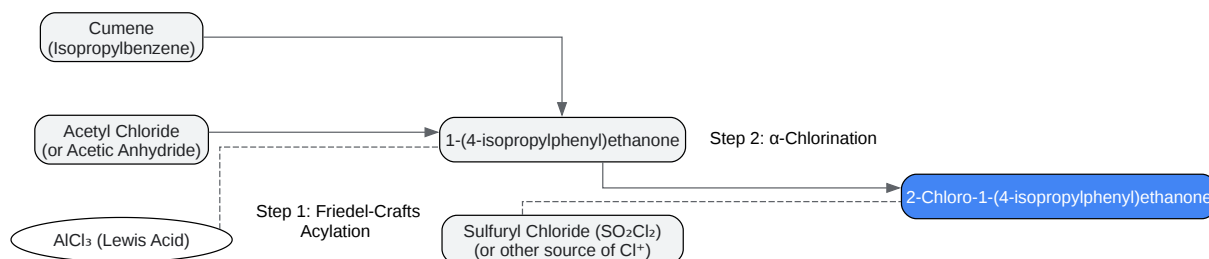 Cumene
(Isopropylbenzene)
Acetyl Chloride
(or Acetic Anhydride)
1-(4-isopropylphenyl)ethanone
Step 2: α-Chlorination
2-Chloro-1-(4-isopropylphenyl)ethanone
Step 1: Friedel-Crafts
Acylation
AlCl₃ (Lewis Acid)
Sulfuryl Chloride (SO₂Cl₂)
(or other source of Cl⁺)